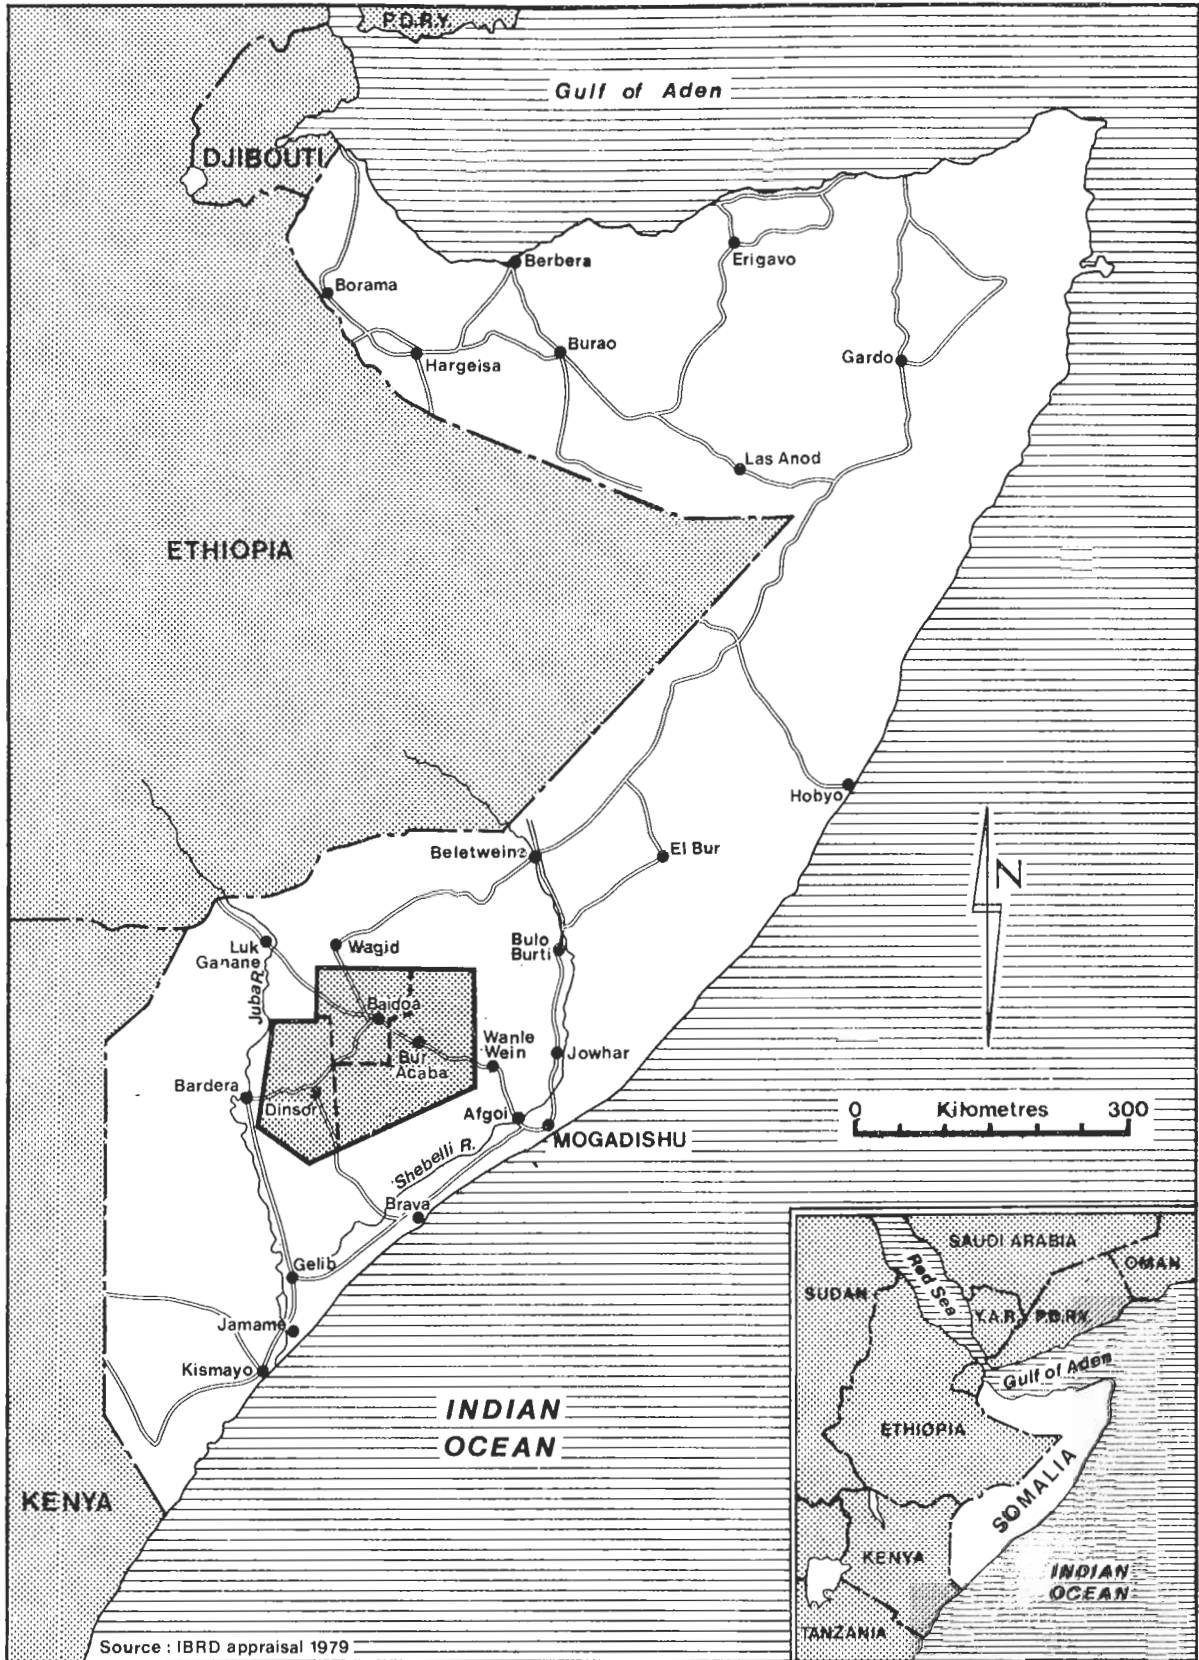 P.D.R.Y.
Gulf of Aden
DJIBOUTI
Berbera
Erigavo
Borama
Burao
Hargeisa
Gardo
Las Anod
ETHIOPIA
Hobyo
Beletwein
El Bur
N
Luk
Ganane
Wagid
Bulo
Burti
Juba R.
Baidoa
Wanle
Wein
Bur
Acaba
Jowhar
Bardera
Dinsor
Afgoi
MOGADISHU
0 Kilometres 300
Shebelli R.
Brava
Gelib
Jamame
Kismayo
INDIAN
OCEAN
KENYA
Source : IBRD appraisal 1979
SAUDI ARABIA
OMAN
SUDAN
Red Sea
Y.A.R.
P.D.R.Y.
Gulf of Aden
ETHIOPIA
SOMALIA
KENYA
INDIAN
OCEAN
TANZANIA